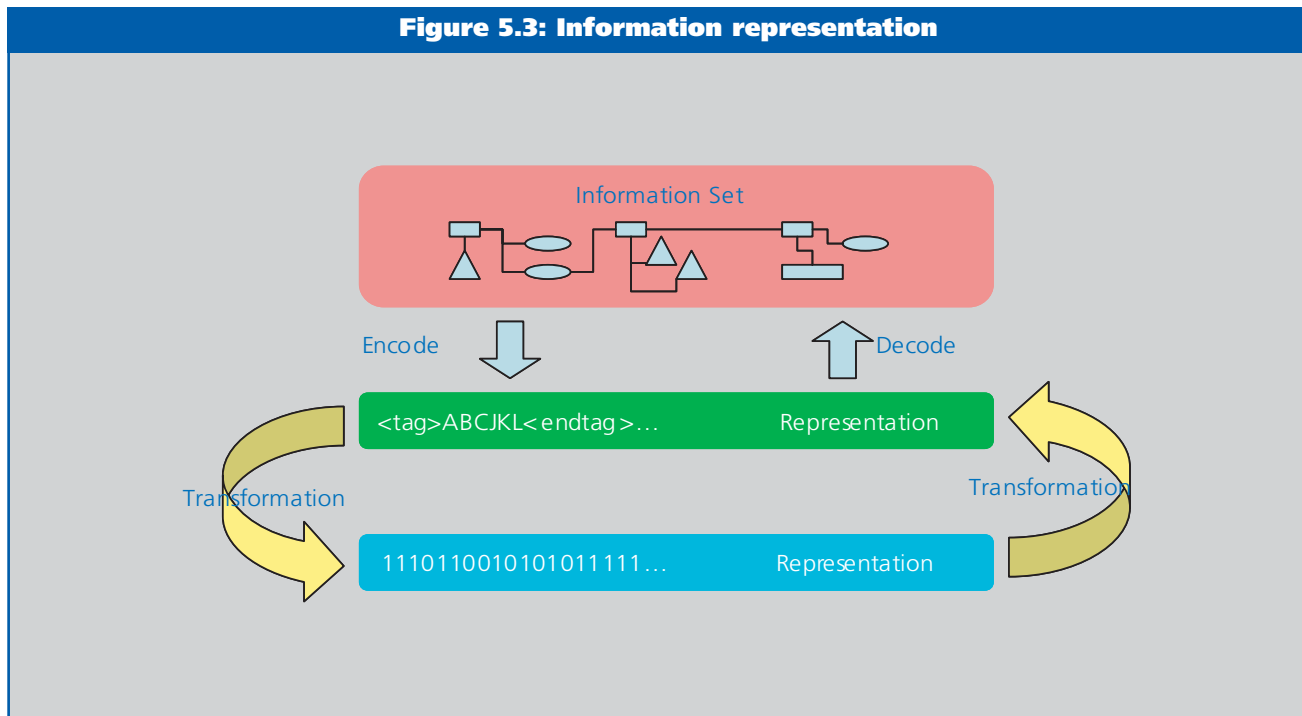 Figure 5.3: Information representation
Information Set
Encode
Decode
<tag>ABCJKL<endtag>... Representation
Transformation
Transformation
1110110010101011111... Representation